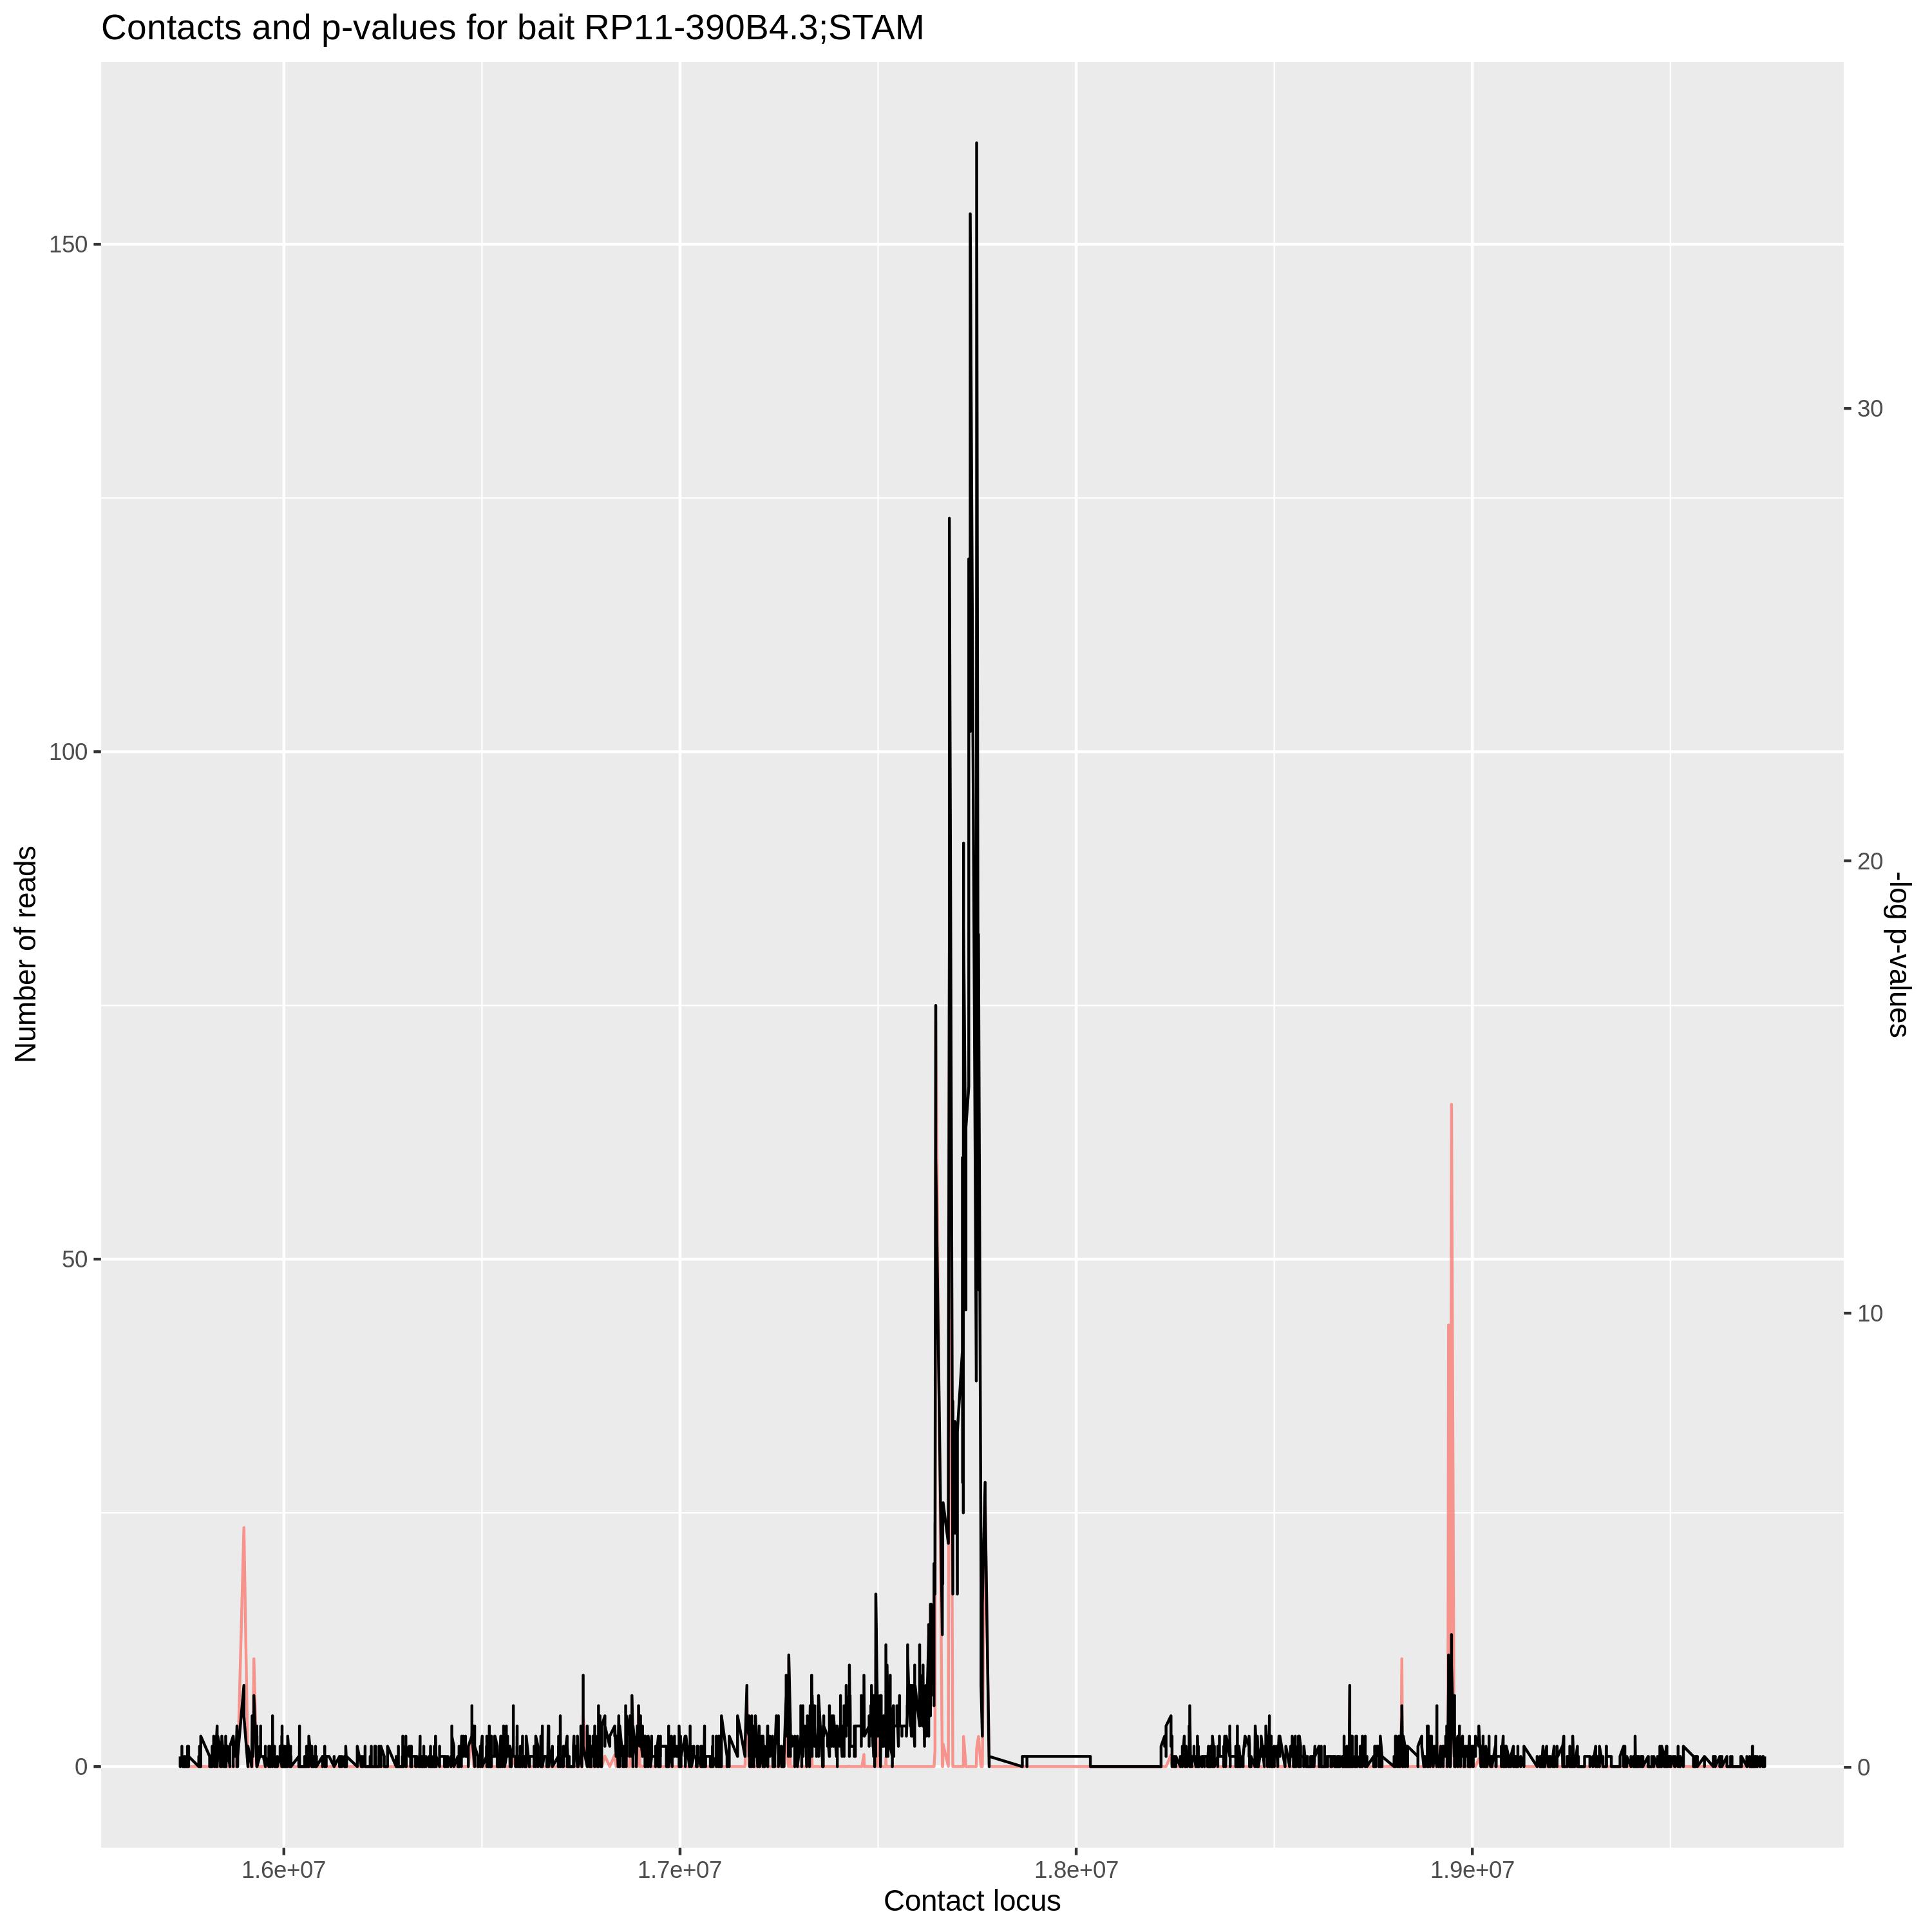 Contacts and p-values for bait RP11-390B4.3;STAM
150
100
50
0
Number of reads
30
20
10
0
-log p-values
1.6e+07 1.7e+07 1.8e+07 1.9e+07
Contact locus